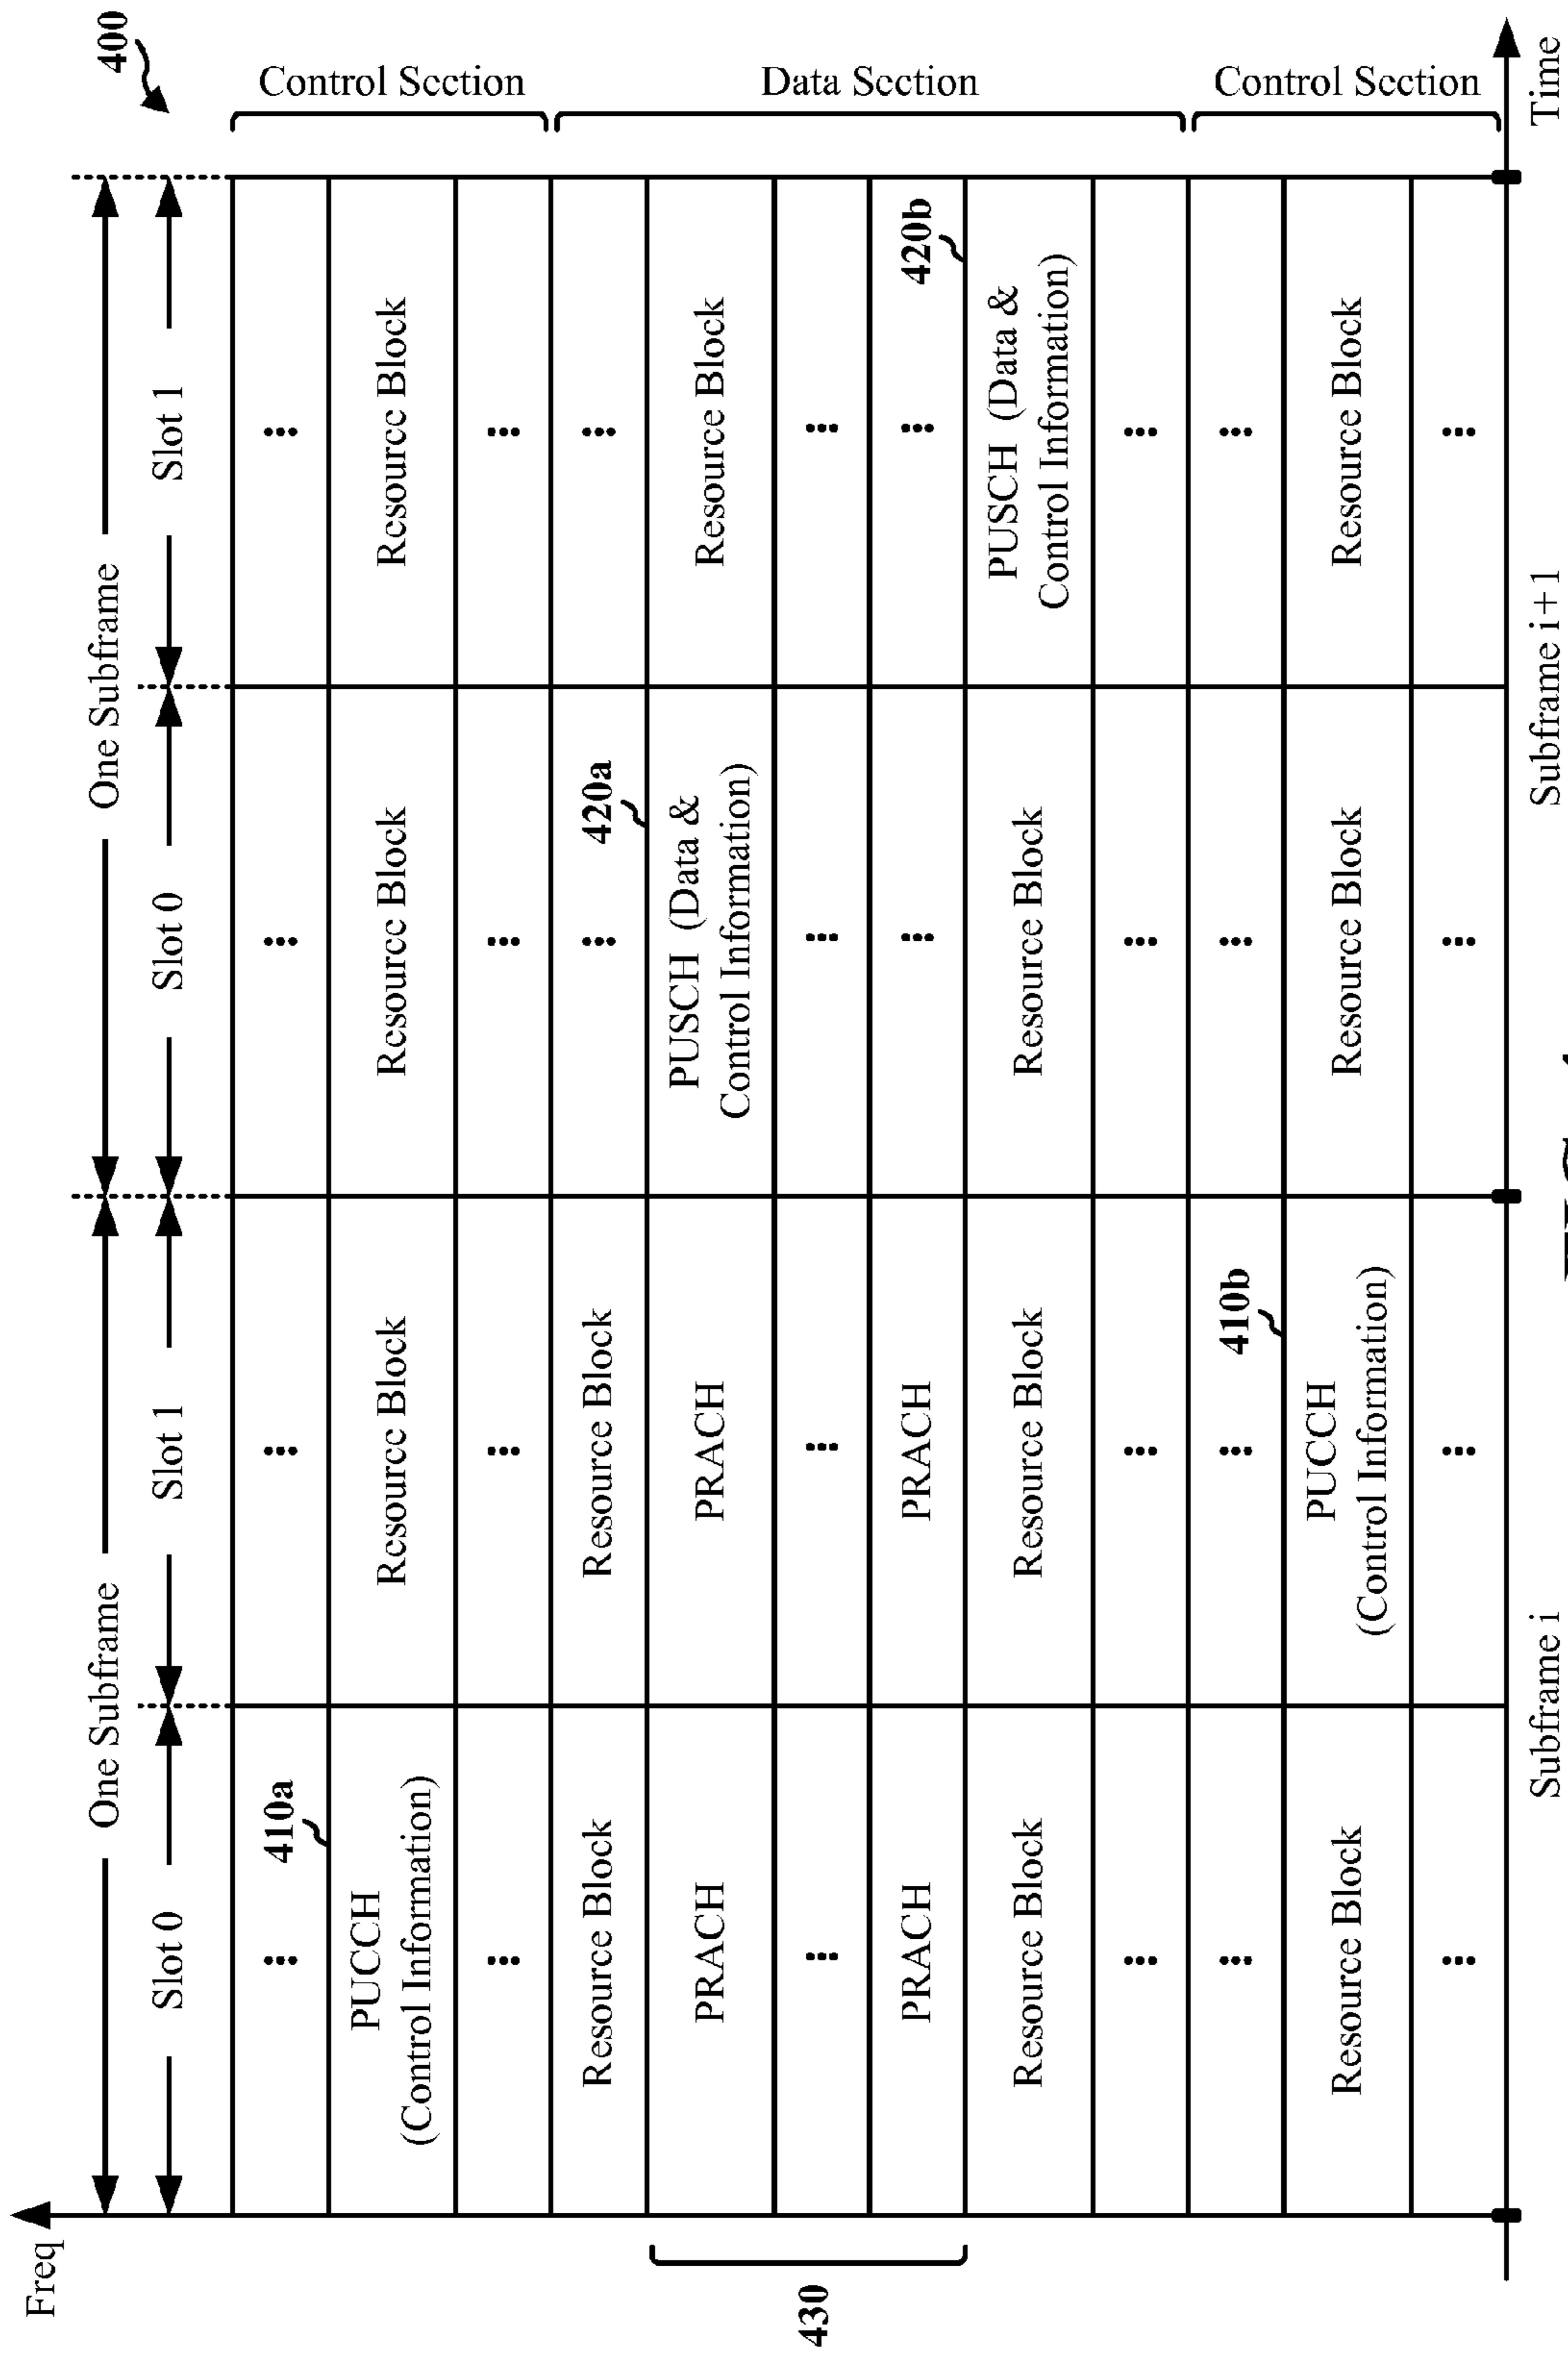 Freq
400
One Subframe
One Subframe
Slot 0
Slot 1
Slot 0
Slot 1
410a
PUCCH
(Control Information)
Resource Block
Resource Block
Resource Block
Control Section
Resource Block
Resource Block
420a
430
PRACH
PRACH
PUSCH (Data &
Control Information)
Resource Block
Data Section
PRACH
PRACH
420b
Resource Block
Resource Block
Resource Block
PUSCH (Data &
Control Information)
410b
Resource Block
PUCCH
(Control Information)
Resource Block
Resource Block
Control Section
Subframe i
Subframe i+1
Time